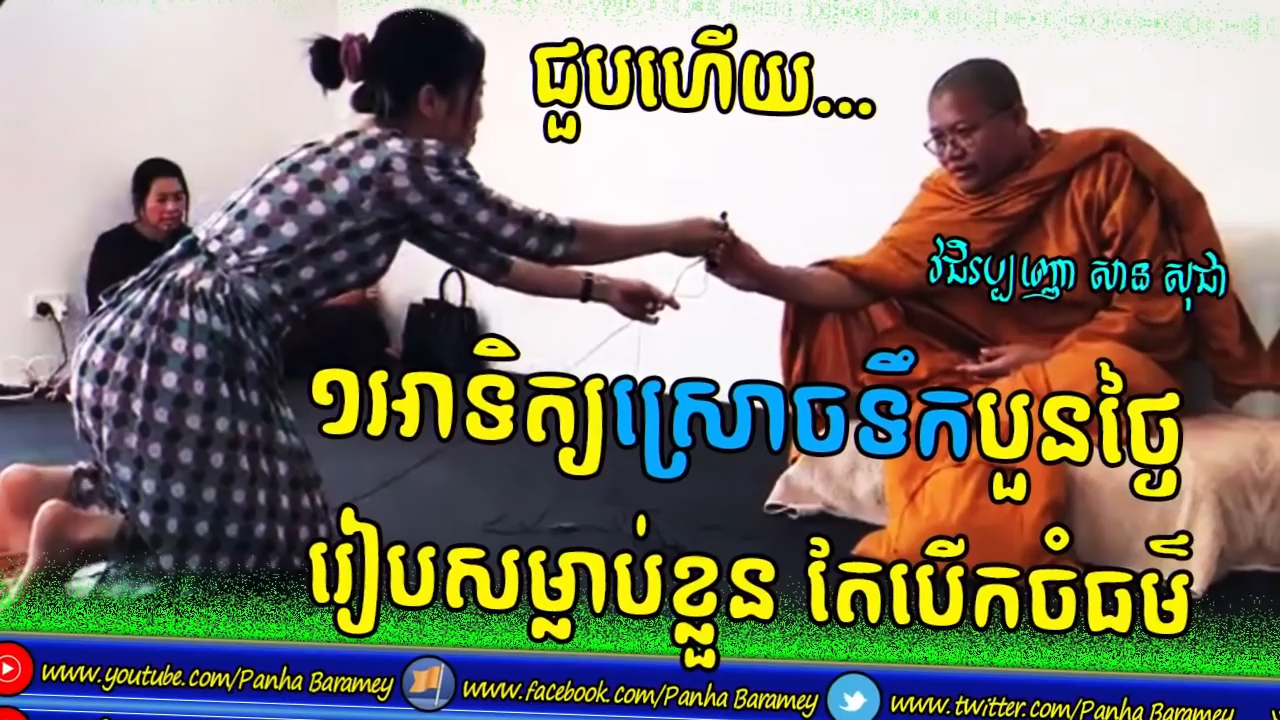 ជួបហើយ...
វជិរប្បញ្ញោ សាន សុជា
១អាទិត្យស្រោចទឹកបួនថ្ងៃ
រៀបសម្លាប់ខ្លួន តែបើកចំធម៌
www.youtube.com/Panha Baramey
www.facebook.com/Panha Baramey
www.twitter.com/Panha Baramey